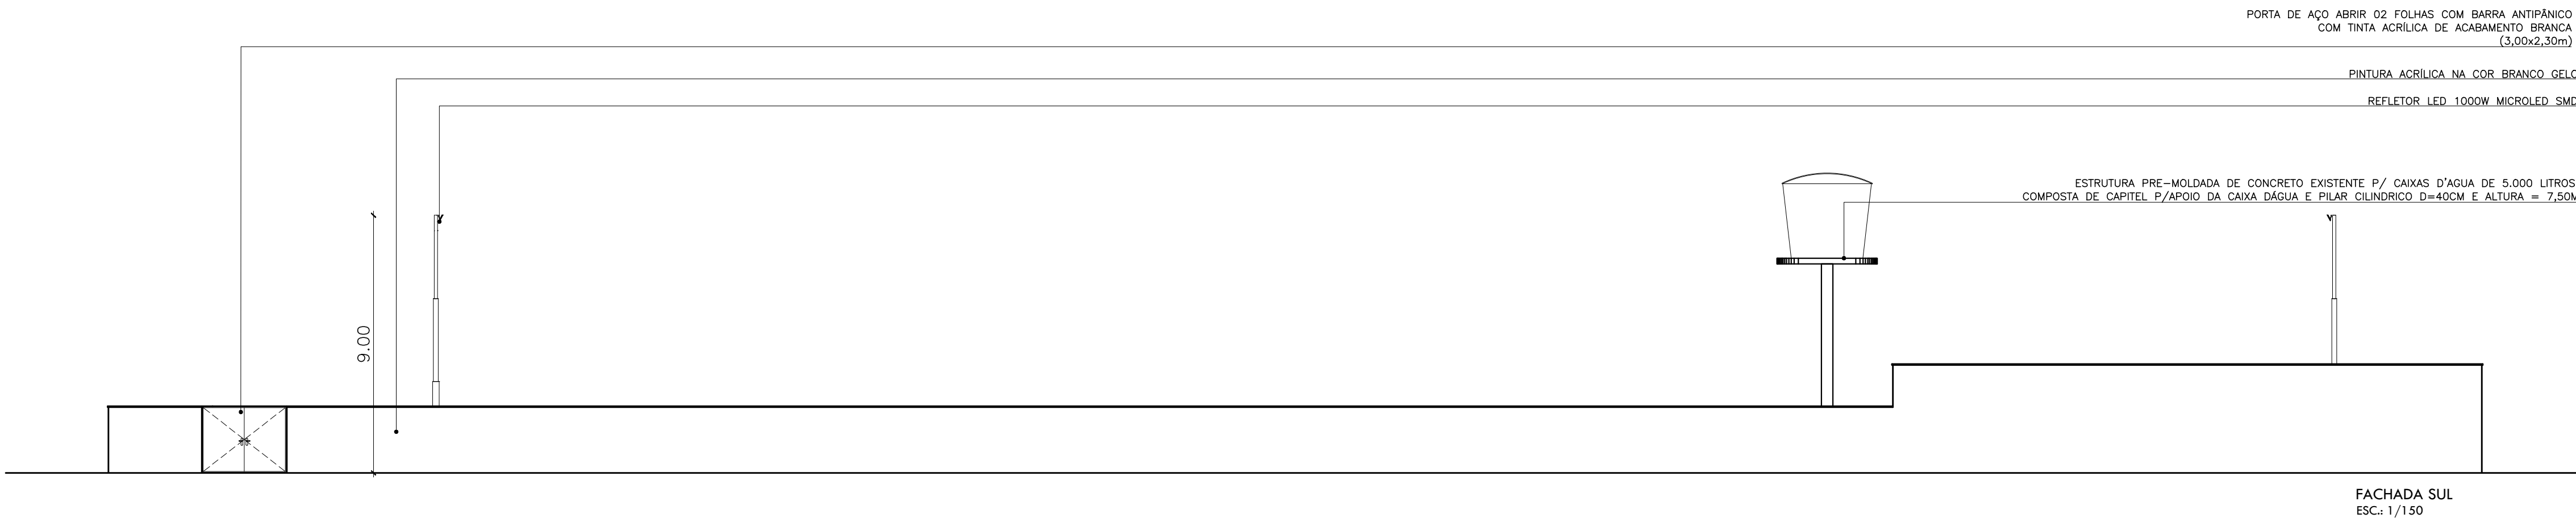 PORTA DE AÇO ABRIR 02 FOLHAS COM BARRA ANTIPÂNICO
COM TINTA ACRÍLICA DE ACABAMENTO BRANCA
(3,00x2,30m)
PINTURA ACRÍLICA NA COR BRANCO GELO
REFLETOR LED 1000W MICROLED SMD
ESTRUTURA PRE-MOLDADA DE CONCRETO EXISTENTE P/ CAIXAS D'AGUA DE 5.000 LITROS
COMPOSTA DE CAPITEL P/APOIO DA CAIXA DÁGUA E PILAR CILINDRICO D=40CM E ALTURA = 7,50M
9.00
FACHADA SUL
ESC.: 1/150